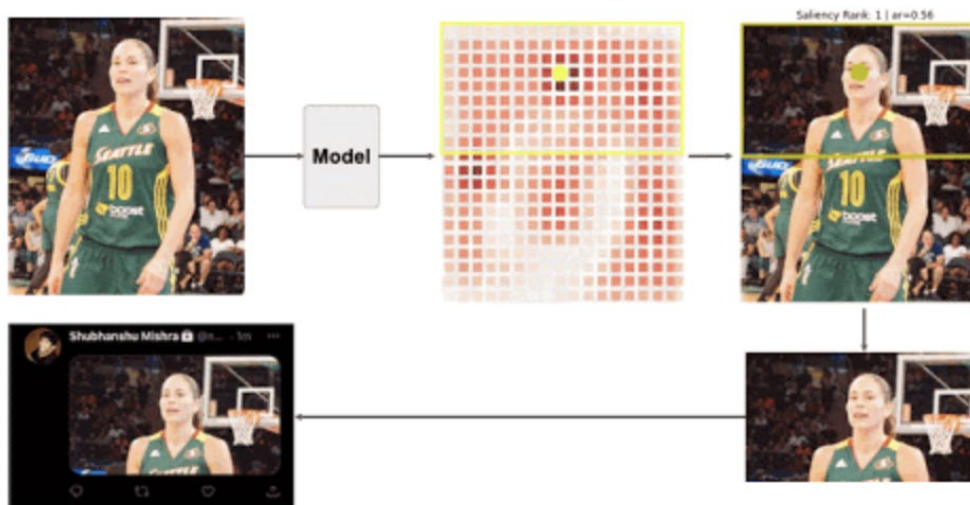 Saliency Rank: 1 | ar=0.56
SEATTLE
10
boost
Model
SEATTLE
10
boost
Shubhanshu Mishra
1m